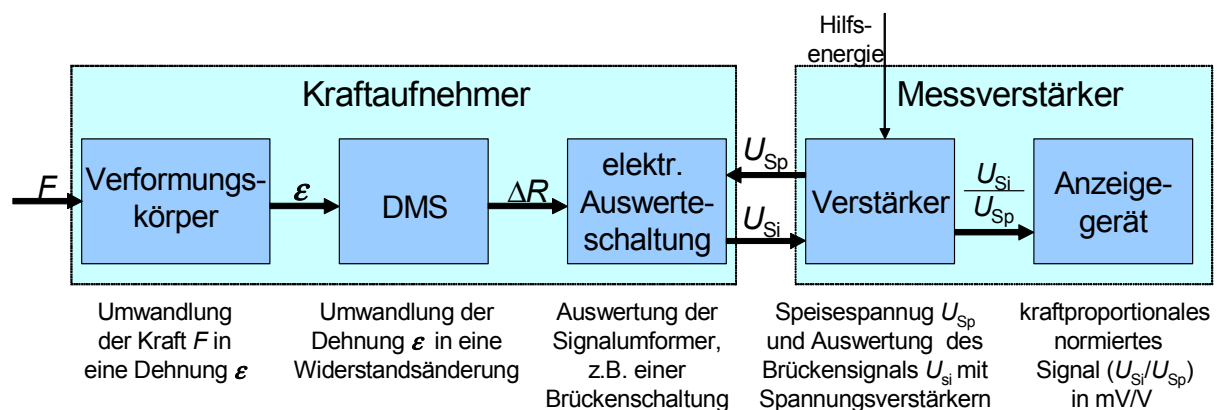 Hilfs-
energie
Kraftaufnehmer
Messverstärker
F
Verformungs-
körper
ε
DMS
ΔR
elektr.
Auswerte-
schaltung
U_Sp
U_Si
Verstärker
U_Si
U_Sp
Anzeige-
gerät
Umwandlung
der Kraft F in
eine Dehnung ε
Umwandlung der
Dehnung ε in eine
Widerstandsänderung
Auswertung der
Signalumformer,
z.B. einer
Brückenschaltung
Speisespannug U_Sp
und Auswertung des
Brückensignals U_si mit
Spannungsverstärkern
kraftproportionales
normiertes
Signal (U_Si/U_Sp)
in mV/V